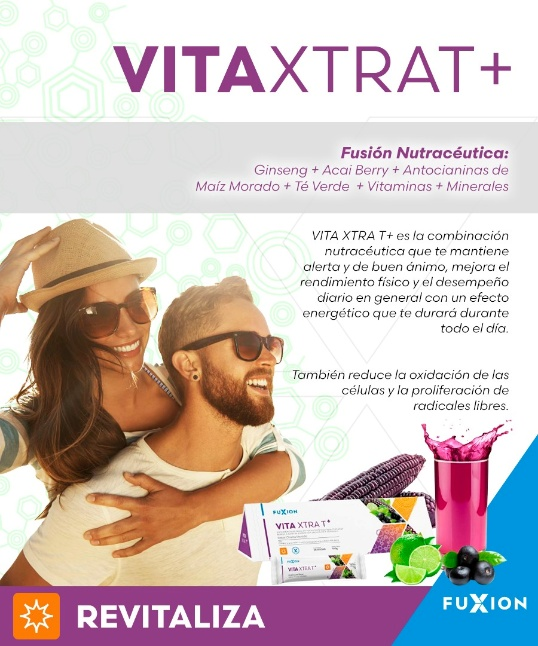 VITAXTRAT+
Fusión Nutracéutica:
Ginseng + Acai Berry + Antocianinas de
Maíz Morado + Té Verde + Vitaminas + Minerales
VITA XTRA T+ es la combinación
nutracéutica que te mantiene
alerta y de buen ánimo, mejora el
rendimiento físico y el desempeño
diario en general con un efecto
energético que te durará durante
todo el día.
También reduce la oxidación de las
células y la proliferación de
radicales libres.
FUXION
VITA XTRA T+
VITA XTRA T+
REVITALIZA
FUXION